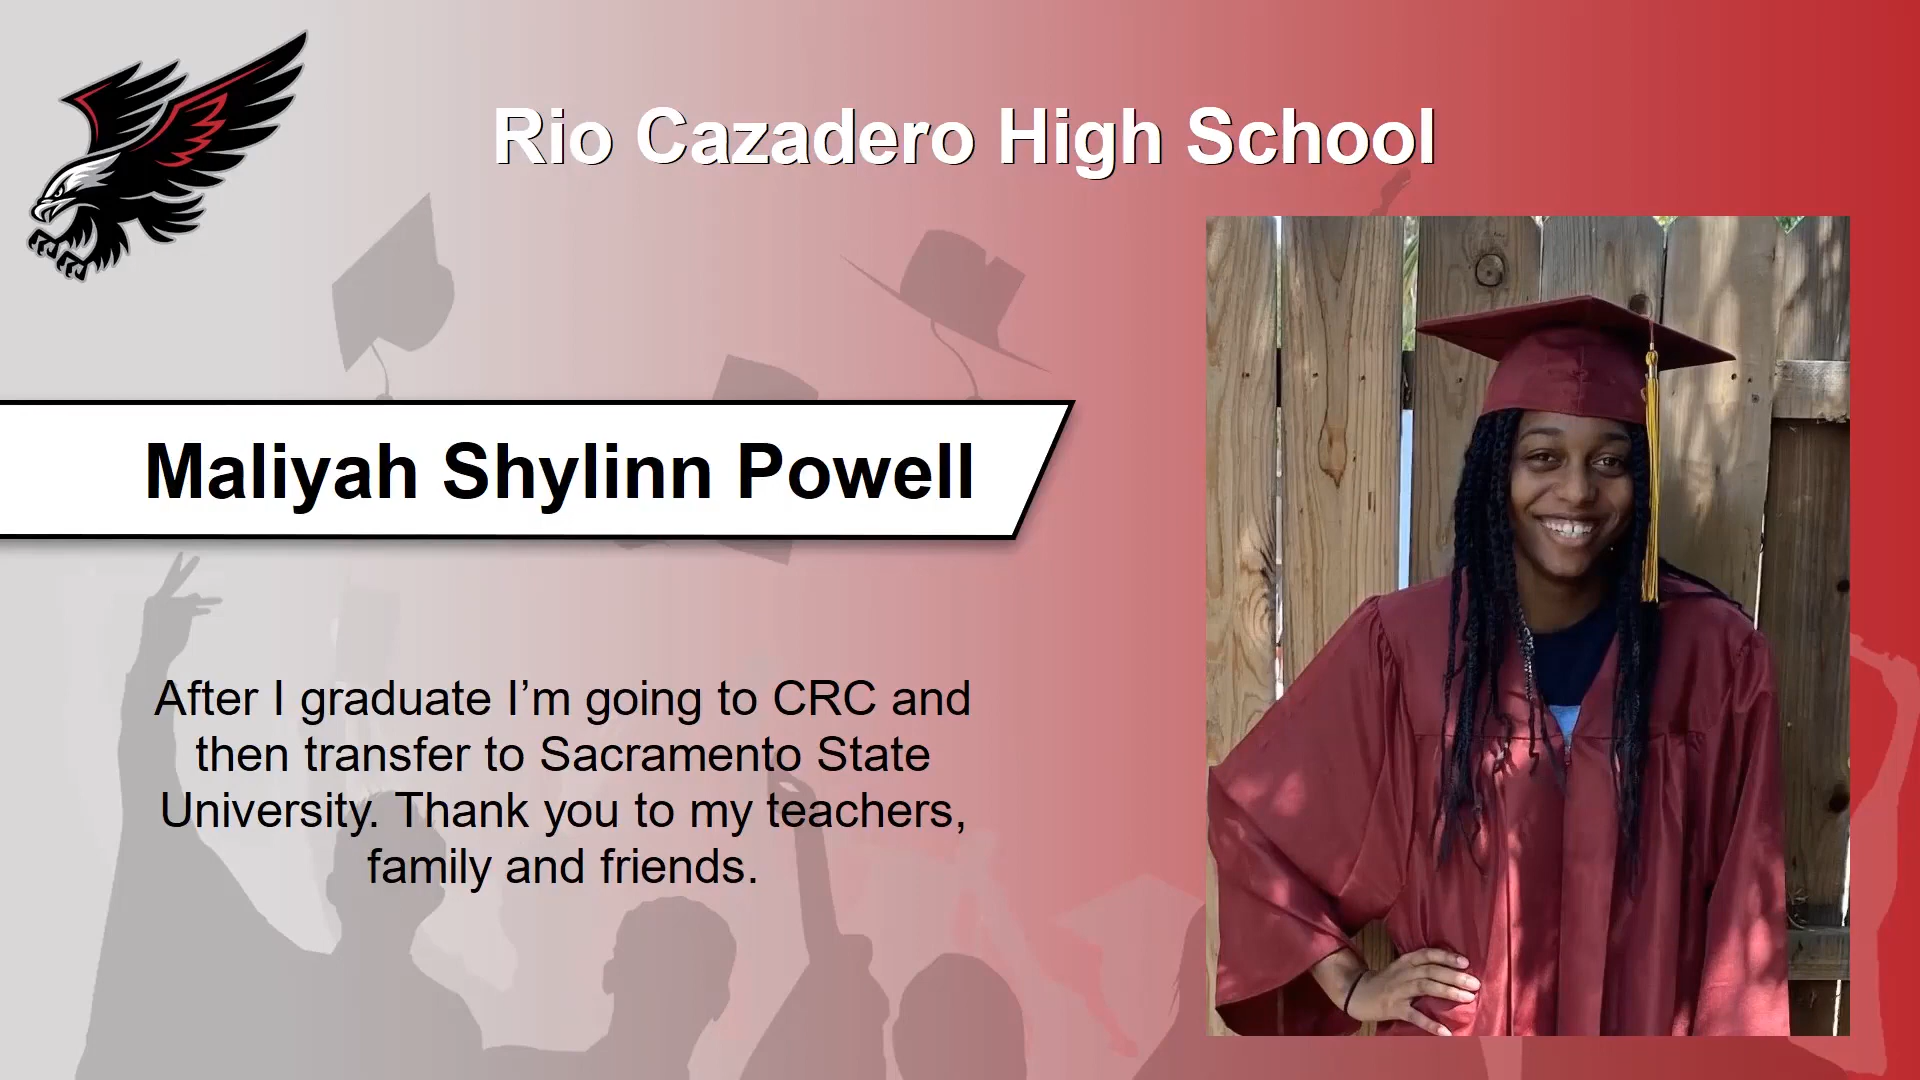 Rio Cazadero High School
Maliyah Shylinn Powell
After I graduate I’m going to CRC and
then transfer to Sacramento State
University. Thank you to my teachers,
family and friends.